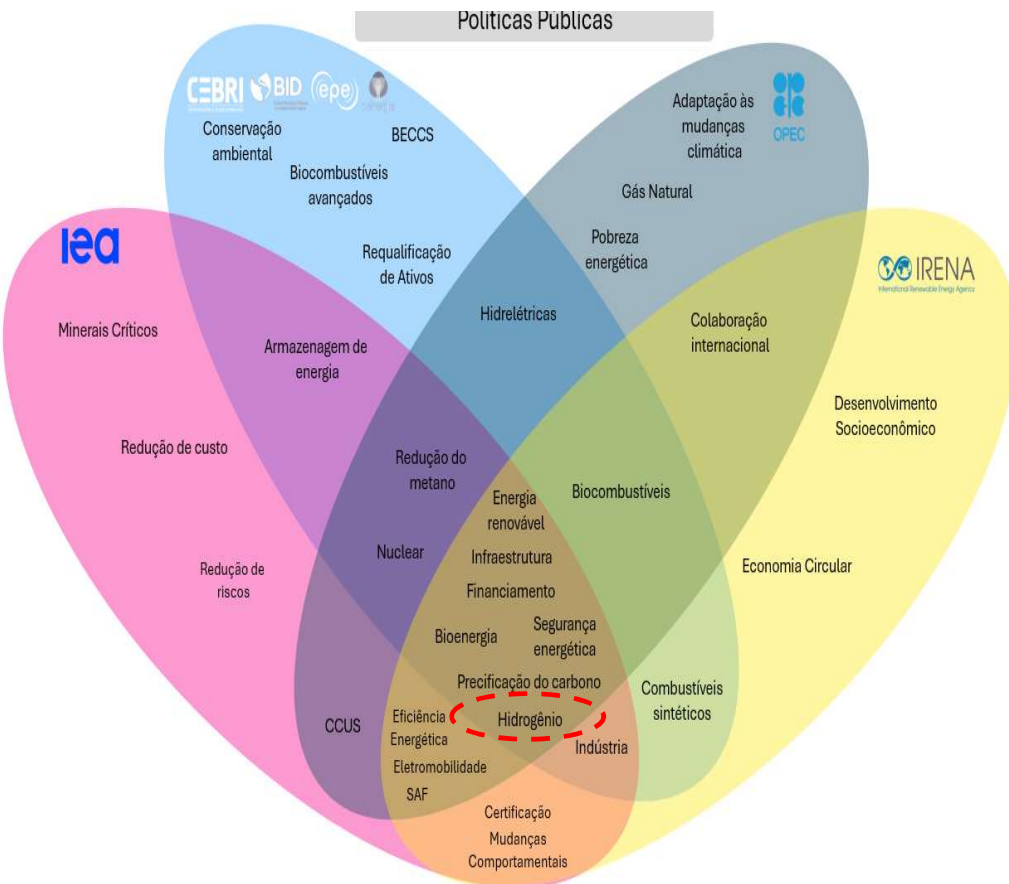 Políticas Públicas
CEBRI BID epe
Conservação
ambiental
BECCS
Biocombustíveis
avançados
Requalificação
de Ativos
Adaptação às
mudanças
climática
OPEC
Gás Natural
Pobreza
energética
iea
IRENA
International Renewable Energy Agency
Minerais Críticos
Armazenagem de
energia
Hidrelétricas
Colaboração
internacional
Desenvolvimento
Socioeconômico
Redução de custo
Redução do
metano
Energia
renovável
Biocombustíveis
Nuclear
Infraestrutura
Economia Circular
Redução de
riscos
Financiamento
Bioenergia
Segurança
energética
Precificação do carbono
Combustíveis
sintéticos
CCUS
Eficiência
Energética
Hidrogênio
Indústria
Eletromobilidade
SAF
Certificação
Mudanças
Comportamentais